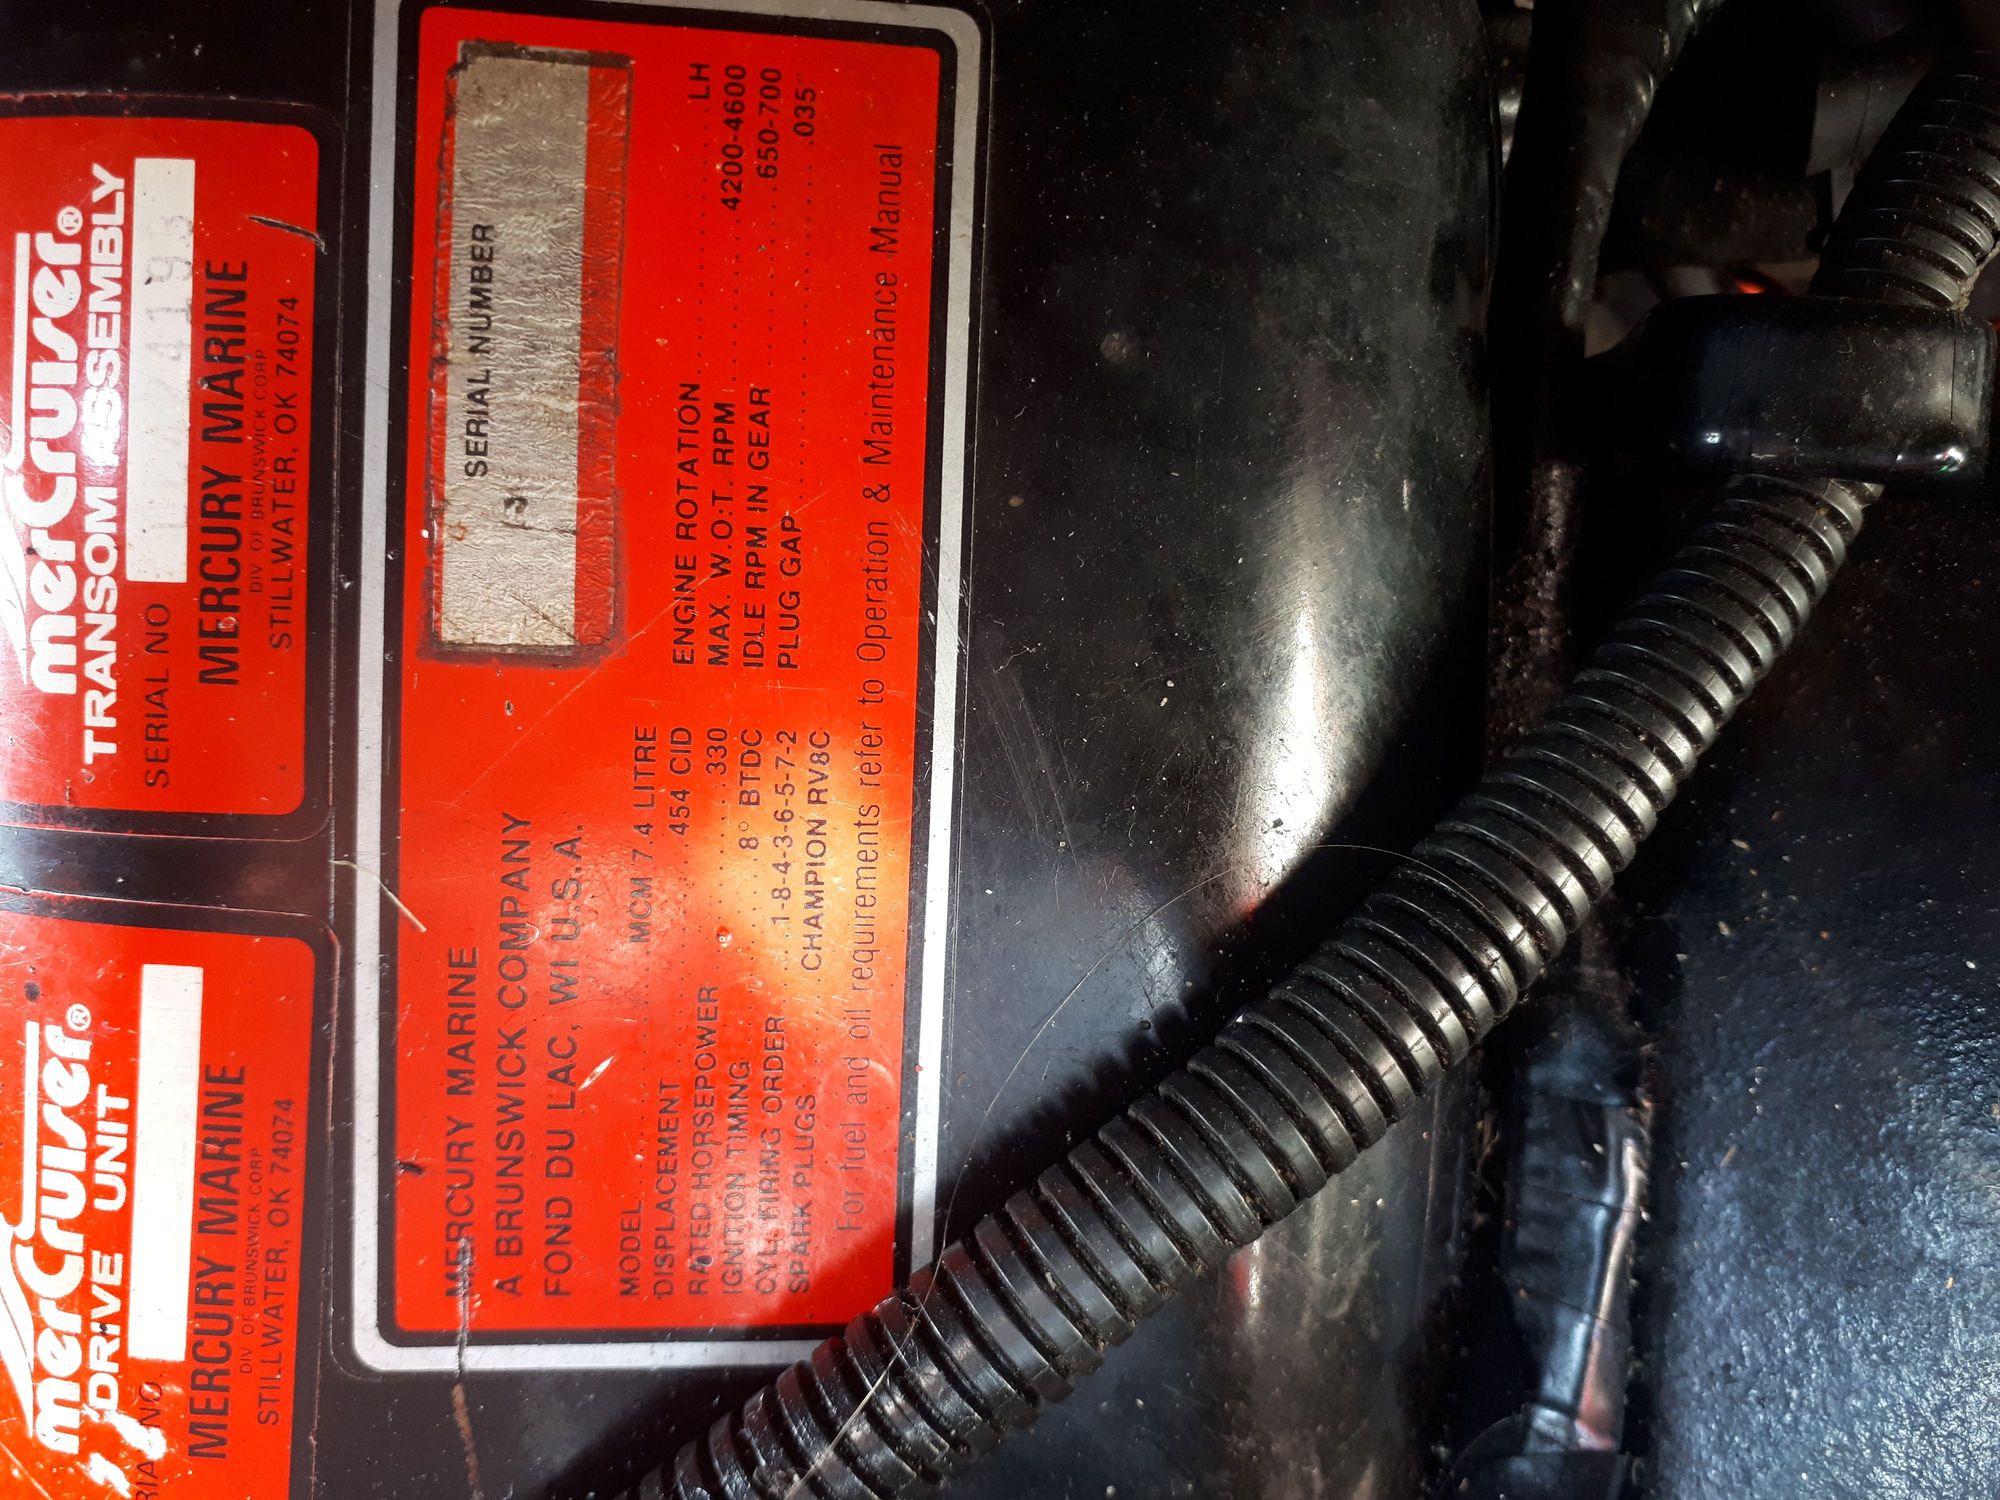 merCruiser®
TRANSOM ASSEMBLY
SERIAL NO
MERCURY MARINE
DIV OF BRUNSWICK CORP
STILLWATER, OK 74074
merCruiser®
DRIVE UNIT
NO.
MERCURY MARINE
DIV OF BRUNSWICK CORP
STILLWATER, OK 74074
SERIAL NUMBER
MERCURY MARINE
A BRUNSWICK COMPANY
FOND DU LAC, WI U.S.A.
MODEL..........MCM 7.4 LITRE
DISPLACEMENT..........454 CID
RATED HORSEPOWER..........330
IGNITION TIMING..........8° BTDC
CYL. FIRING ORDER....1-8-4-3-6-5-7-2
SPARK PLUGS........CHAMPION RV8C
ENGINE ROTATION..........LH
MAX. W.O.T. RPM..........4200-4600
IDLE RPM IN GEAR..........650-700
PLUG GAP..........035"
For fuel and oil requirements refer to Operation & Maintenance Manual